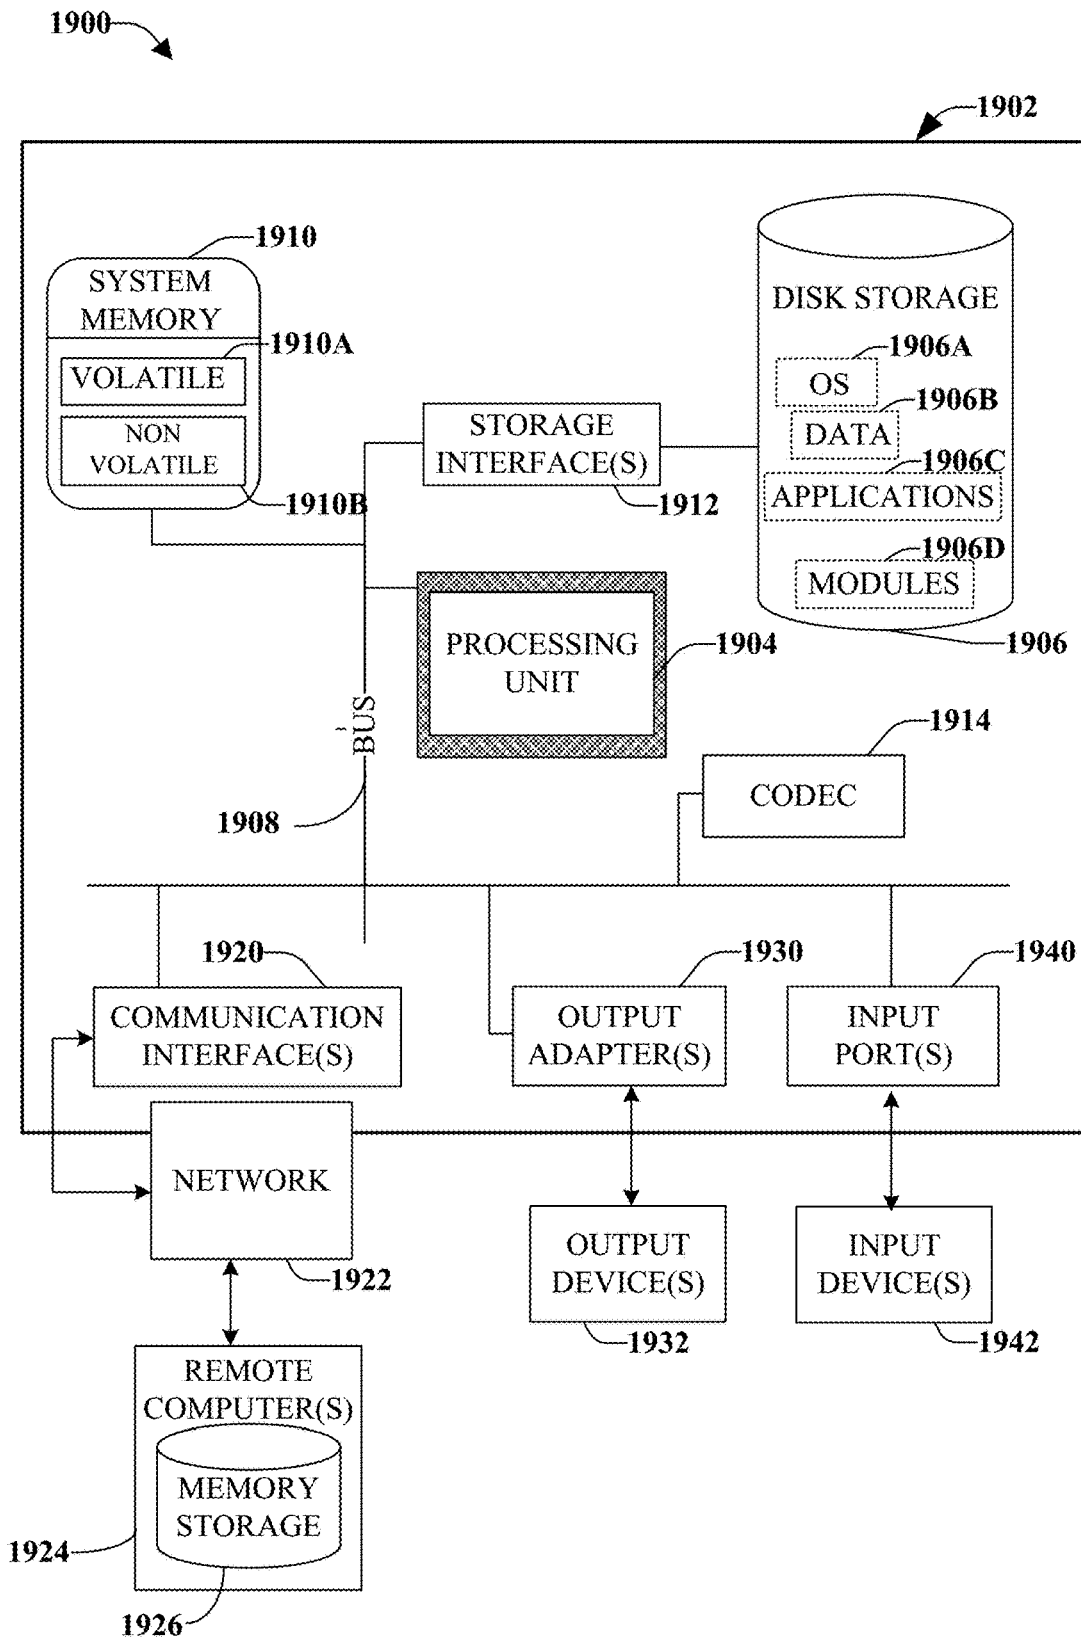 1900
1902
1910
SYSTEM
MEMORY
1910A
VOLATILE
NON
VOLATILE
1910B
STORAGE
INTERFACE(S)
1912
DISK STORAGE
1906A
OS
1906B
DATA
1906C
APPLICATIONS
1906D
MODULES
1906
PROCESSING
UNIT
1904
BUS
1908
1914
CODEC
1920
COMMUNICATION
INTERFACE(S)
1930
OUTPUT
ADAPTER(S)
1940
INPUT
PORT(S)
NETWORK
1922
OUTPUT
DEVICE(S)
1932
INPUT
DEVICE(S)
1942
REMOTE
COMPUTER(S)
MEMORY
STORAGE
1924
1926